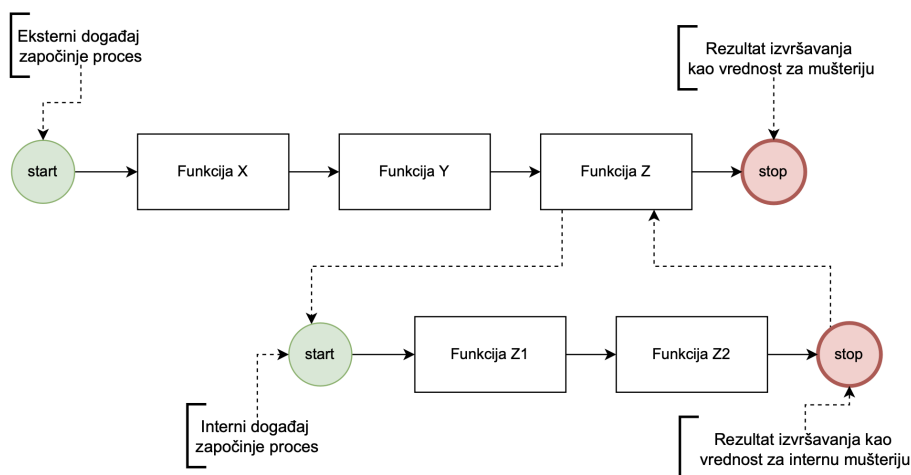 Eksterni događaj
započinje proces
Rezultat izvršavanja
kao vrednost za mušteriju
start
Funkcija X
Funkcija Y
Funkcija Z
stop
start
Funkcija Z1
Funkcija Z2
stop
Interni događaj
započinje proces
Rezultat izvršavanja kao
vrednost za internu mušteriju